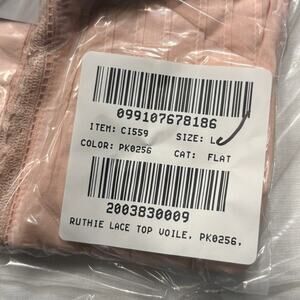 099107678186
ITEM: CI559 SIZE: L
COLOR: PK0256 CAT: FLAT
2003830009
RUTHIE LACE TOP VOILE, PK0256,